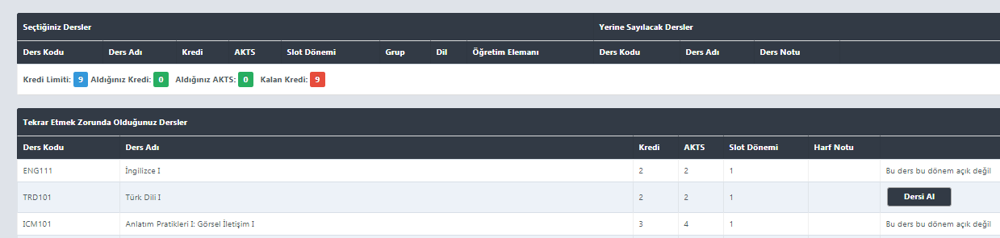 Seçtiğiniz Dersler Yerine Sayılacak Dersler
Ders Kodu Ders Adı Kredi AKTS Slot Dönemi Grup Dil Öğretim Elemanı Ders Kodu Ders Adı Ders Notu
Kredi Limiti: 9 Aldığınız Kredi: 0 Aldığınız AKTS: 0 Kalan Kredi: 9
Tekrar Etmek Zorunda Olduğunuz Dersler
Ders Kodu Ders Adı Kredi AKTS Slot Dönemi Harf Notu
ENG111 İngilizce I 2 2 1 Bu ders bu dönem açık değil
TRD101 Türk Dili I 2 2 1 Dersi Al
ICM101 Anlatım Pratikleri I: Görsel İletişim I 3 4 1 Bu ders bu dönem açık değil